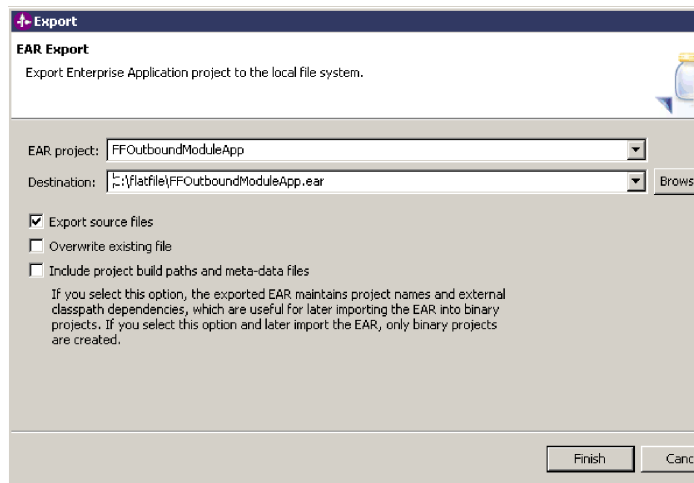 Export
EAR Export
Export Enterprise Application project to the local file system.
EAR project: FFOutboundModuleApp
Destination: C:\flatfile\FFOutboundModuleApp.ear Brows
Export source files
Overwrite existing file
Include project build paths and meta-data files
If you select this option, the exported EAR maintains project names and external
classpath dependencies, which are useful for later importing the EAR into binary
projects. If you select this option and later import the EAR, only binary projects
are created.
Finish Canc